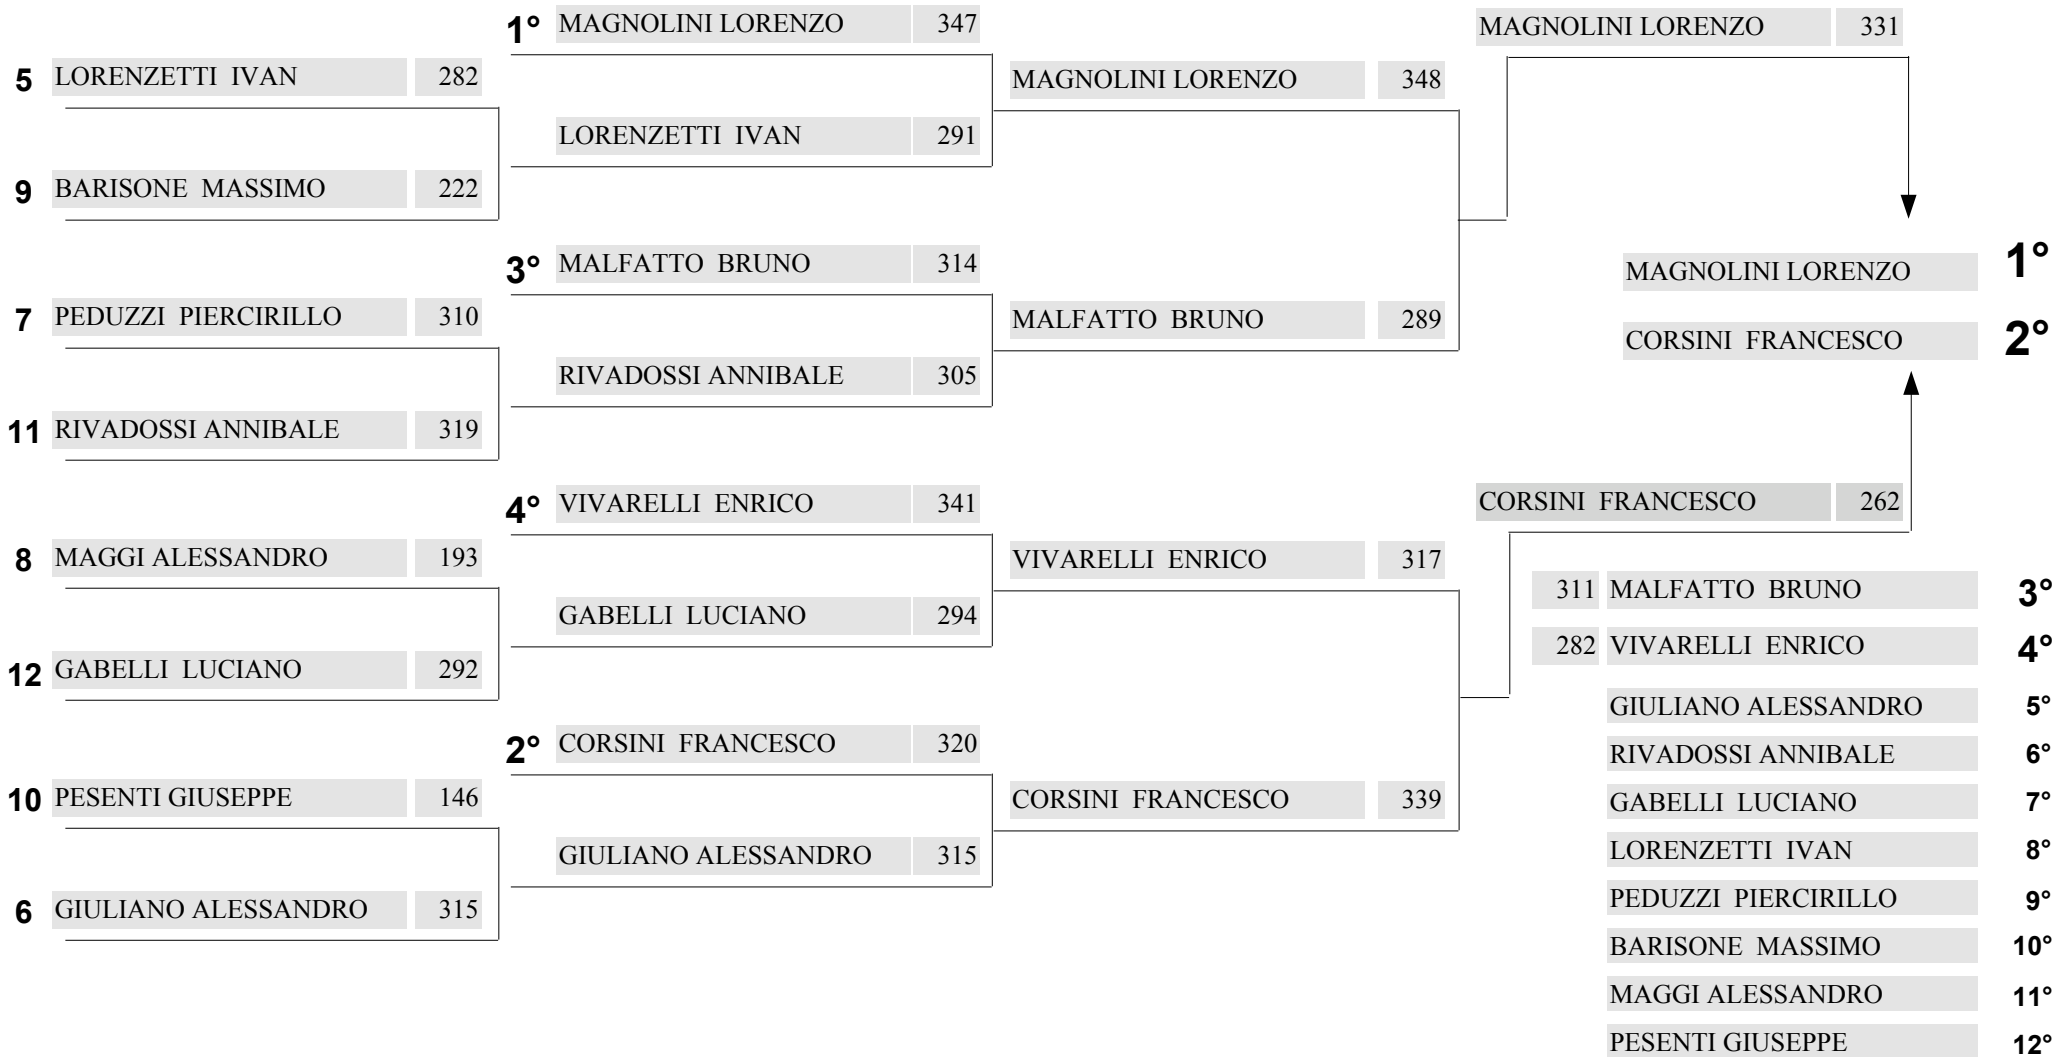 5 LORENZETTI IVAN 282
9 BARISONE MASSIMO 222
7 PEDUZZI PIERCIRILLO 310
11 RIVADOSSI ANNIBALE 319
8 MAGGI ALESSANDRO 193
12 GABELLI LUCIANO 292
10 PESENTI GIUSEPPE 146
6 GIULIANO ALESSANDRO 315
1° MAGNOLINI LORENZO 347
LORENZETTI IVAN 291
3° MALFATTO BRUNO 314
RIVADOSSI ANNIBALE 305
4° VIVARELLI ENRICO 341
GABELLI LUCIANO 294
2° CORSINI FRANCESCO 320
GIULIANO ALESSANDRO 315
MAGNOLINI LORENZO 348
MALFATTO BRUNO 289
VIVARELLI ENRICO 317
CORSINI FRANCESCO 339
MAGNOLINI LORENZO 331
CORSINI FRANCESCO 262
MAGNOLINI LORENZO 1°
CORSINI FRANCESCO 2°
311 MALFATTO BRUNO 3°
282 VIVARELLI ENRICO 4°
GIULIANO ALESSANDRO 5°
RIVADOSSI ANNIBALE 6°
GABELLI LUCIANO 7°
LORENZETTI IVAN 8°
PEDUZZI PIERCIRILLO 9°
BARISONE MASSIMO 10°
MAGGI ALESSANDRO 11°
PESENTI GIUSEPPE 12°